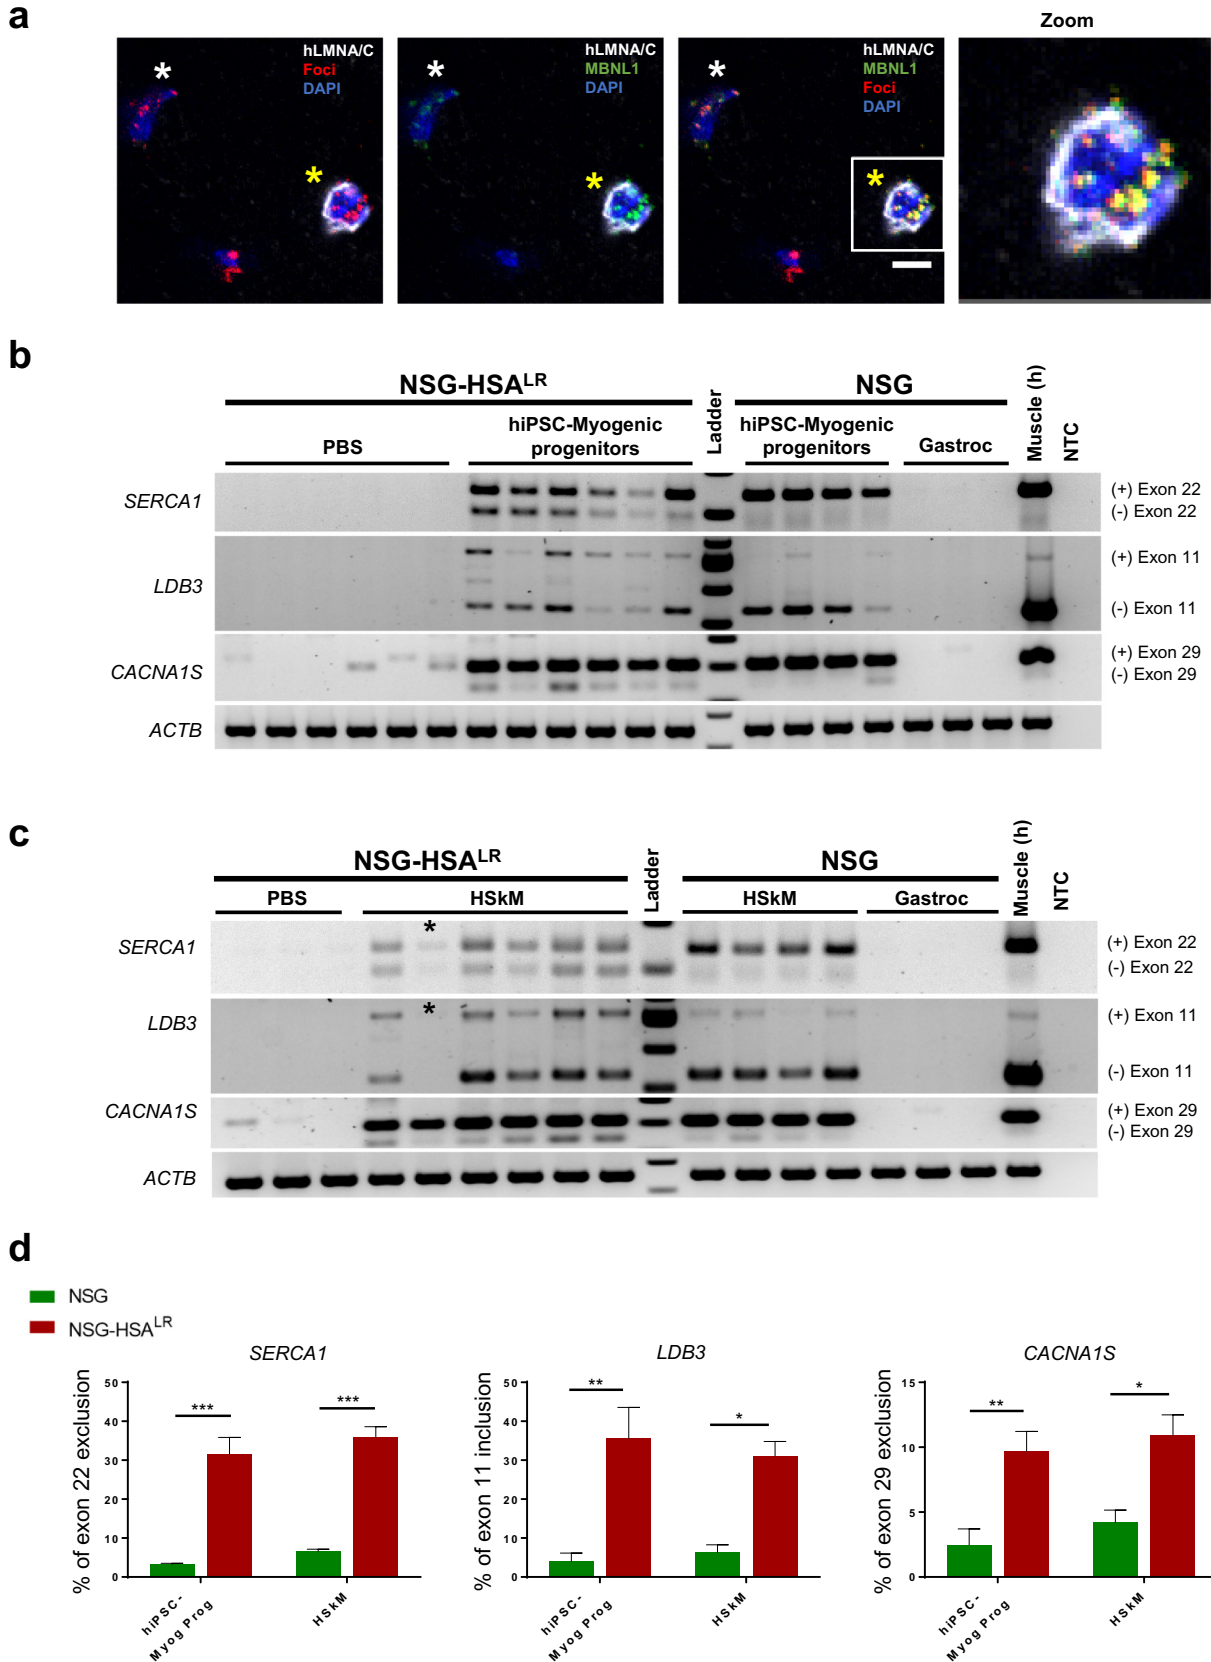 a
Zoom
hLMNA/C
Foci
DAPI
*
*
hLMNA/C
MBNL1
DAPI
*
*
hLMNA/C
MBNL1
Foci
DAPI
*
*
b
NSG-HSA^LR
NSG
PBS
hiPSC-Myogenic
progenitors
Ladder
hiPSC-Myogenic
progenitors
Gastroc
Muscle (h)
NTC
SERCA1
(+) Exon 22
(-) Exon 22
LDB3
(+) Exon 11
(-) Exon 11
CACNA1S
(+) Exon 29
(-) Exon 29
ACTB
c
NSG-HSA^LR
NSG
PBS
HSkM
Ladder
HSkM
Gastroc
Muscle (h)
NTC
SERCA1
*
(+) Exon 22
(-) Exon 22
LDB3
*
(+) Exon 11
(-) Exon 11
CACNA1S
(+) Exon 29
(-) Exon 29
ACTB
d
NSG
NSG-HSA^LR
SERCA1
% of exon 22 exclusion
50
40
30
20
10
0
***
***
hiPSC-
Myog Prog
HSkM
LDB3
% of exon 11 inclusion
50
40
30
20
10
0
**
*
hiPSC-
Myog Prog
HSkM
CACNA1S
% of exon 29 exclusion
15
10
5
0
**
*
hiPSC-
Myog Prog
HSkM